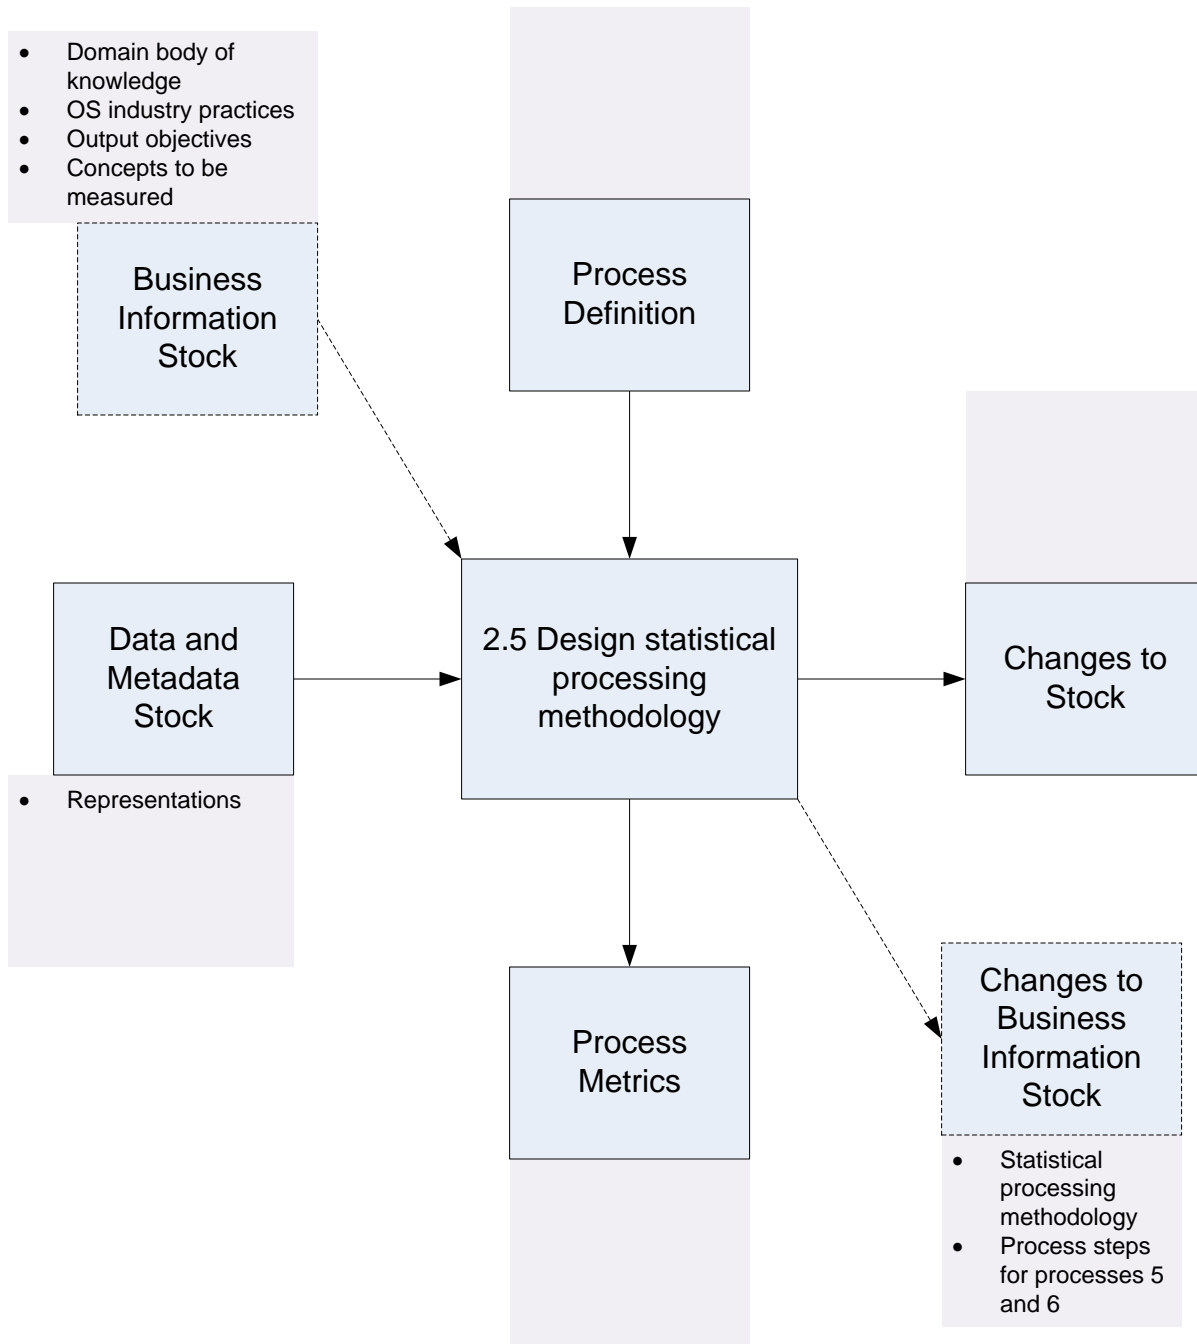 • Domain body of
knowledge
• OS industry practices
• Output objectives
• Concepts to be
measured
Business
Information
Stock
Process
Definition
Data and
Metadata
Stock
• Representations
2.5 Design statistical
processing
methodology
Changes to
Stock
Process
Metrics
Changes to
Business
Information
Stock
• Statistical
processing
methodology
• Process steps
for processes 5
and 6